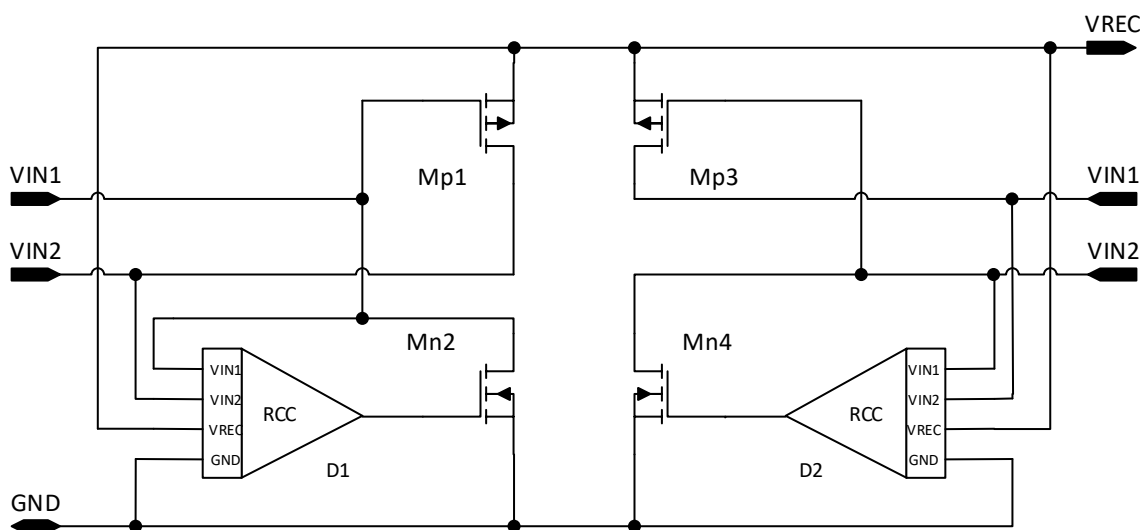 VREC
VIN1
Mp1
Mp3
VIN1
VIN2
VIN2
Mn2
Mn4
VIN1
VIN2
VREC
GND
RCC
D1
RCC
VIN1
VIN2
VREC
GND
D2
GND